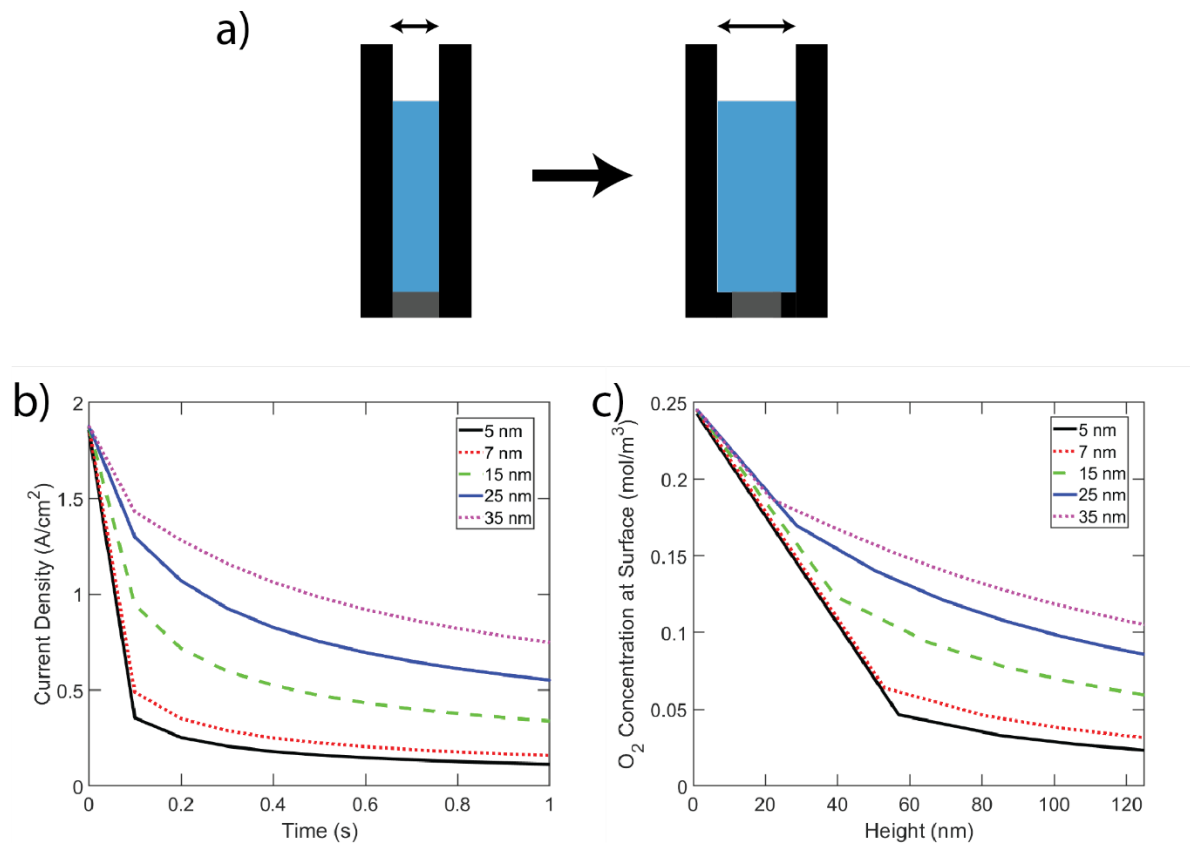 a)
b)
2
1.5
1
0.5
0
Current Density (A/cm²)
0
0.2
0.4
0.6
0.8
1
Time (s)
5 nm
7 nm
15 nm
25 nm
35 nm
c)
0.25
0.2
0.15
0.1
0.05
0
O₂ Concentration at Surface (mol/m³)
0
20
40
60
80
100
120
Height (nm)
5 nm
7 nm
15 nm
25 nm
35 nm